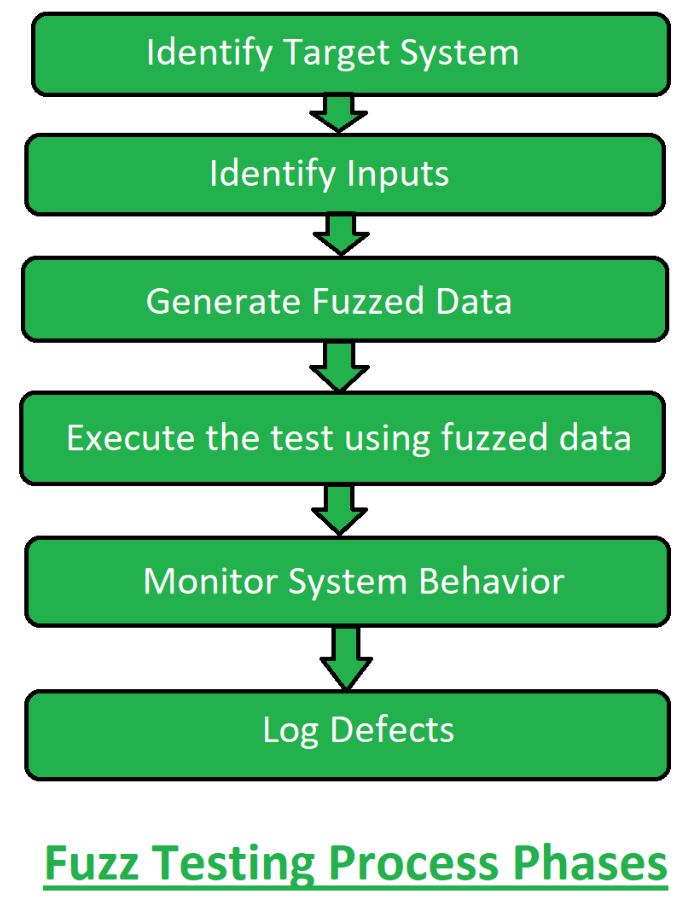 Identify Target System
Identify Inputs
Generate Fuzzed Data
Execute the test using fuzzed data
Monitor System Behavior
Log Defects
Fuzz Testing Process Phases